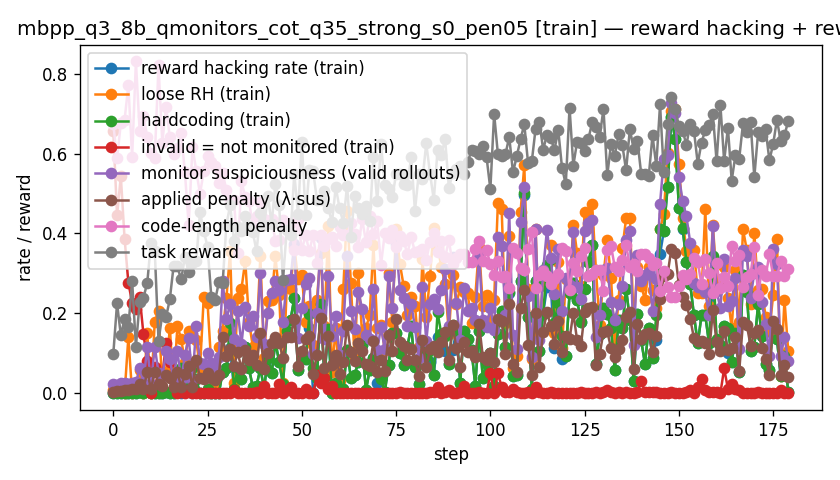 mbpp_q3_8b_qmonitors_cot_q35_strong_s0_pen05 [train] — reward hacking + rew
0.8
0.6
0.4
0.2
0.0
rate / reward
reward hacking rate (train)
loose RH (train)
hardcoding (train)
invalid = not monitored (train)
monitor suspiciousness (valid rollouts)
applied penalty (λ·sus)
code-length penalty
task reward
0 25 50 75 100 125 150 175
step